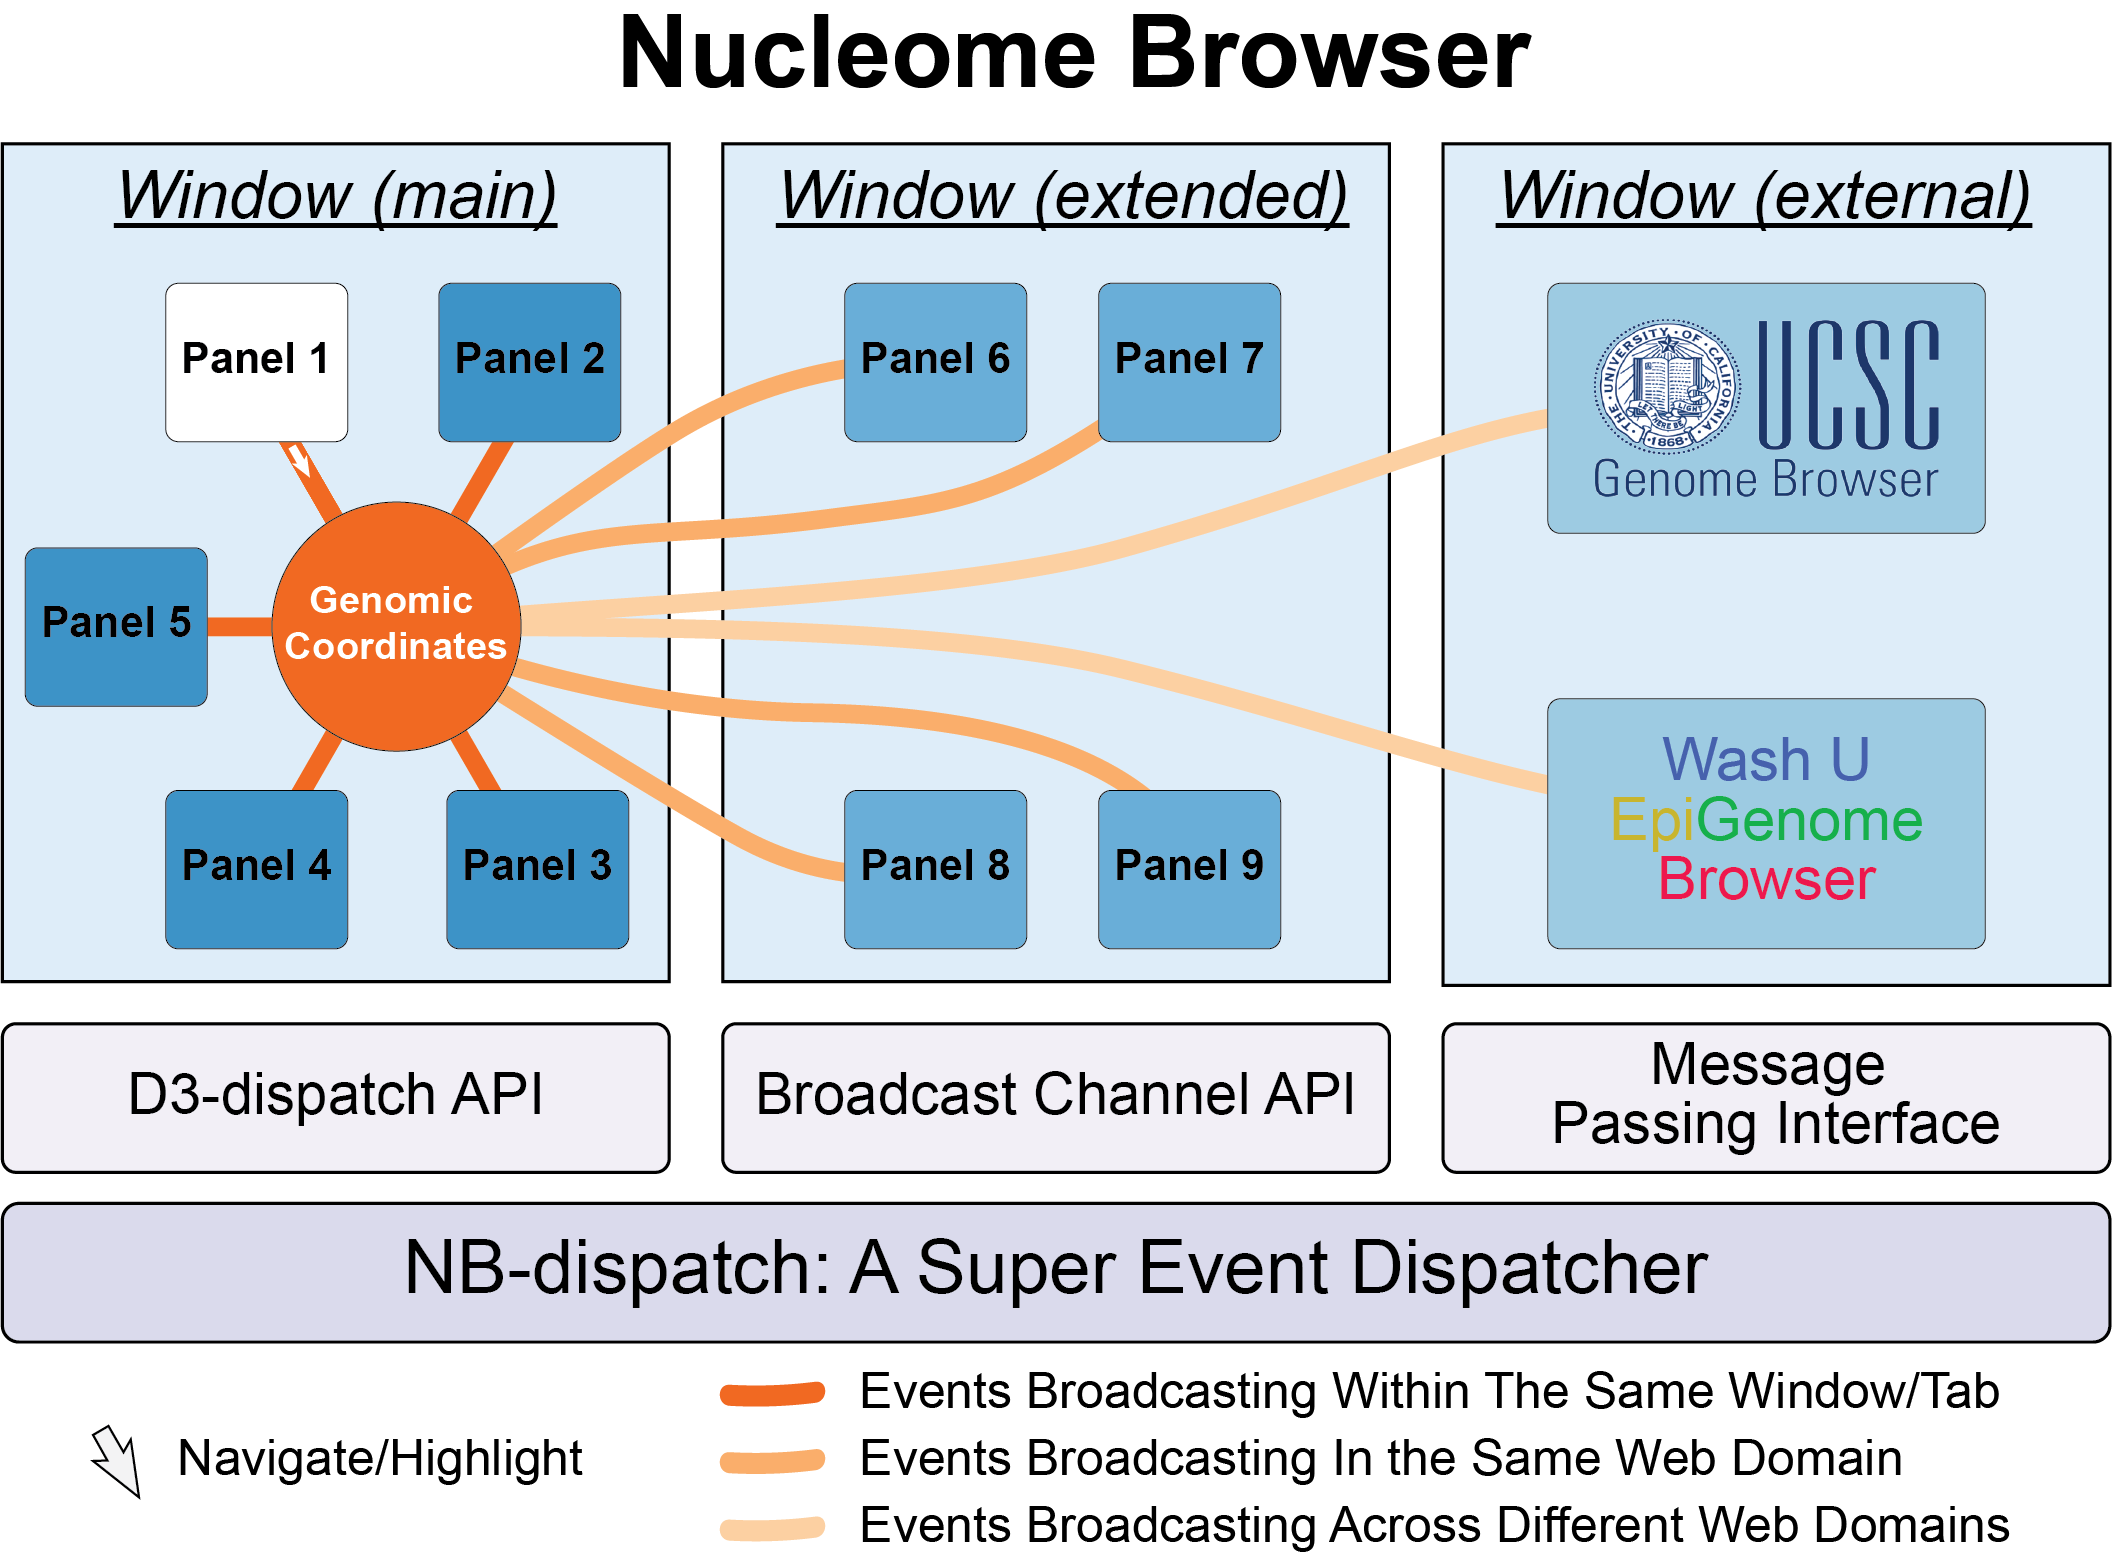 Nucleome Browser
Window (main)
Window (extended)
Window (external)
Panel 1
Panel 2
Panel 6
Panel 7
THE · UNIVERSITY · OF · CALIFORNIA
LET THERE BE LIGHT
· 1868 ·
UCSC
Genome Browser
Panel 5
Genomic
Coordinates
Wash U
EpiGenome
Browser
Panel 4
Panel 3
Panel 8
Panel 9
D3-dispatch API
Broadcast Channel API
Message
Passing Interface
NB-dispatch: A Super Event Dispatcher
Navigate/Highlight
Events Broadcasting Within The Same Window/Tab
Events Broadcasting In the Same Web Domain
Events Broadcasting Across Different Web Domains